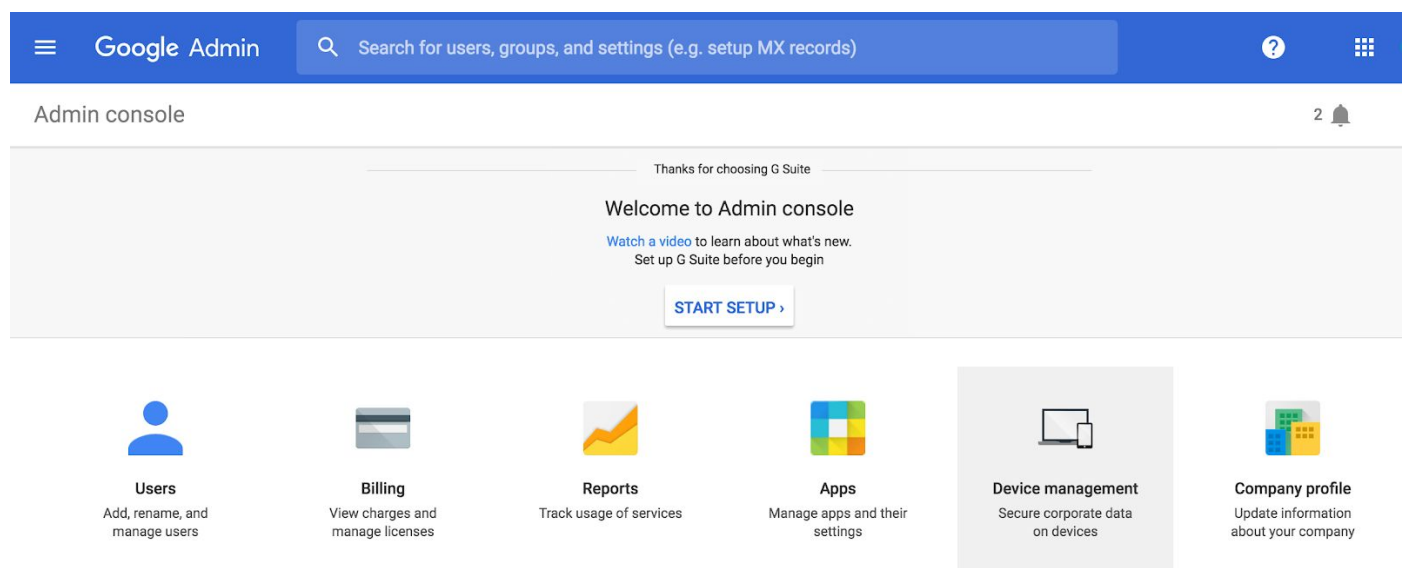 Google Admin
Search for users, groups, and settings (e.g. setup MX records)
?
Admin console
2
Thanks for choosing G Suite
Welcome to Admin console
Watch a video to learn about what's new.
Set up G Suite before you begin
START SETUP ›
Users
Add, rename, and
manage users
Billing
View charges and
manage licenses
Reports
Track usage of services
Apps
Manage apps and their
settings
Device management
Secure corporate data
on devices
Company profile
Update information
about your company